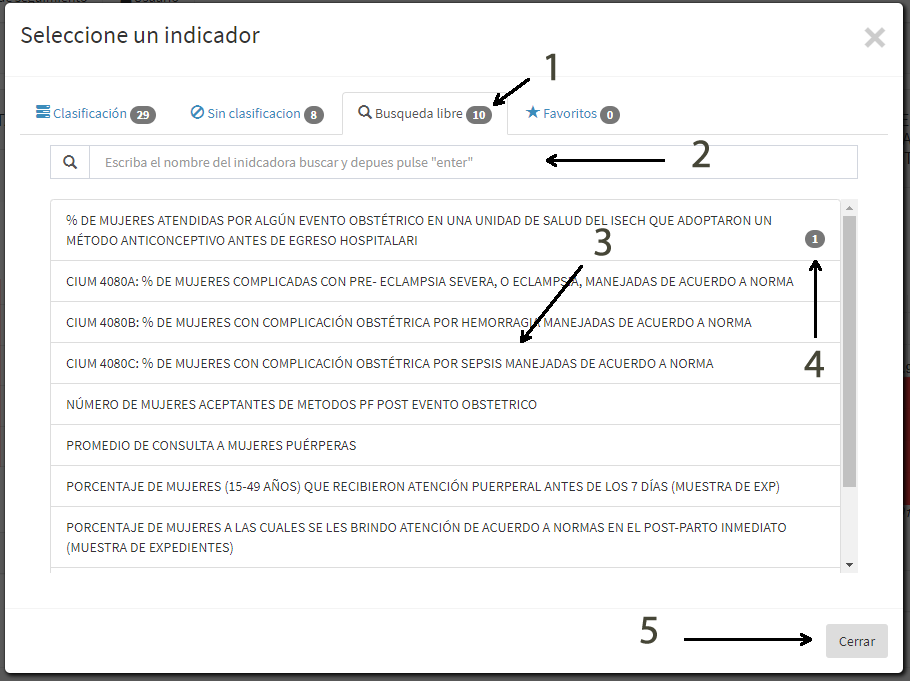 Seleccione un indicador
1
Clasificación 29 Sin clasificacion 8 Busqueda libre 10 Favoritos 0
Escriba el nombre del inidcadora buscar y depues pulse "enter" 2
% DE MUJERES ATENDIDAS POR ALGÚN EVENTO OBSTÉTRICO EN UNA UNIDAD DE SALUD DEL ISECH QUE ADOPTARON UN
MÉTODO ANTICONCEPTIVO ANTES DE EGRESO HOSPITALARI 1
3
CIUM 4080A: % DE MUJERES COMPLICADAS CON PRE- ECLAMPSIA SEVERA, O ECLAMPSIA, MANEJADAS DE ACUERDO A NORMA
CIUM 4080B: % DE MUJERES CON COMPLICACIÓN OBSTÉTRICA POR HEMORRAGIA MANEJADAS DE ACUERDO A NORMA
CIUM 4080C: % DE MUJERES CON COMPLICACIÓN OBSTÉTRICA POR SEPSIS MANEJADAS DE ACUERDO A NORMA
4
NÚMERO DE MUJERES ACEPTANTES DE METODOS PF POST EVENTO OBSTETRICO
PROMEDIO DE CONSULTA A MUJERES PUÉRPERAS
PORCENTAJE DE MUJERES (15-49 AÑOS) QUE RECIBIERON ATENCIÓN PUERPERAL ANTES DE LOS 7 DÍAS (MUESTRA DE EXP)
PORCENTAJE DE MUJERES A LAS CUALES SE LES BRINDO ATENCIÓN DE ACUERDO A NORMAS EN EL POST-PARTO INMEDIATO
(MUESTRA DE EXPEDIENTES)
5
Cerrar